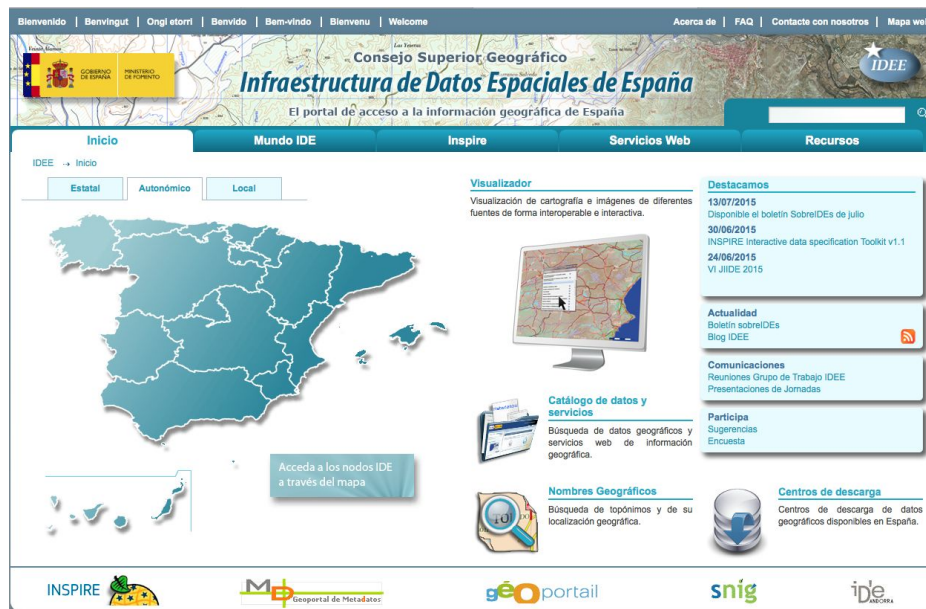 Bienvenido | Benvingut | Ongi etorri | Benvido | Bem-vindo | Bienvenu | Welcome
Acerca de | FAQ | Contacte con nosotros | Mapa we
GOBIERNO DE ESPAÑA
MINISTERIO DE FOMENTO
Consejo Superior Geográfico
Infraestructura de Datos Espaciales de España
El portal de acceso a la información geográfica de España
IDEE
Inicio
Mundo IDE
Inspire
Servicios Web
Recursos
IDEE → Inicio
Estatal
Autonómico
Local
Acceda a los nodos IDE
a través del mapa
Visualizador
Visualización de cartografía e imágenes de diferentes
fuentes de forma interoperable e interactiva.
Catálogo de datos y
servicios
Búsqueda de datos geográficos y
servicios web de información
geográfica.
Nombres Geográficos
Búsqueda de topónimos y de su
localización geográfica.
Destacamos
13/07/2015
Disponible el boletín SobreIDEs de julio
30/06/2015
INSPIRE Interactive data specification Toolkit v1.1
24/06/2015
VI JIIDE 2015
Actualidad
Boletín sobreIDEs
Blog IDEE
Comunicaciones
Reuniones Grupo de Trabajo IDEE
Presentaciones de Jornadas
Participa
Sugerencias
Encuesta
Centros de descarga
Centros de descarga de datos
geográficos disponibles en España.
INSPIRE
MD Geoportal de Metadatos
géoportail
snig
iDe ANDORRA